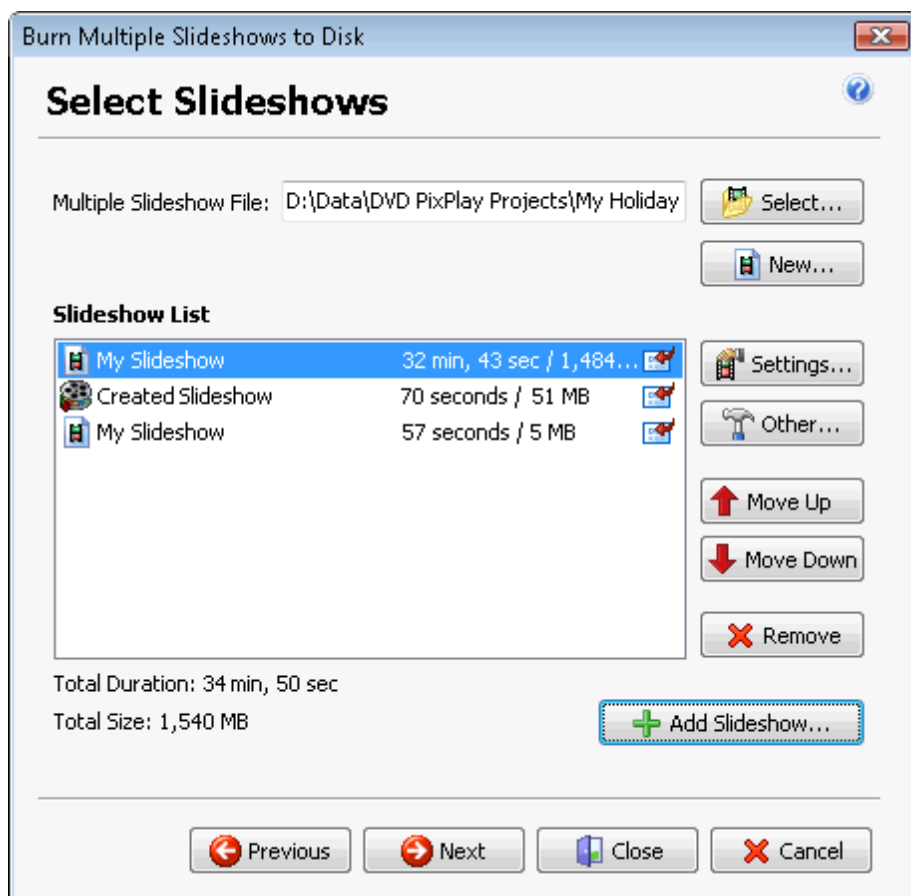 Burn Multiple Slideshows to Disk
Select Slideshows
Multiple Slideshow File: D:\Data\DVD PixPlay Projects\My Holiday
Select...
New...
Slideshow List
My Slideshow 32 min, 43 sec / 1,484...
Created Slideshow 70 seconds / 51 MB
My Slideshow 57 seconds / 5 MB
Settings...
Other...
Move Up
Move Down
Remove
Total Duration: 34 min, 50 sec
Total Size: 1,540 MB
Add Slideshow...
Previous
Next
Close
Cancel